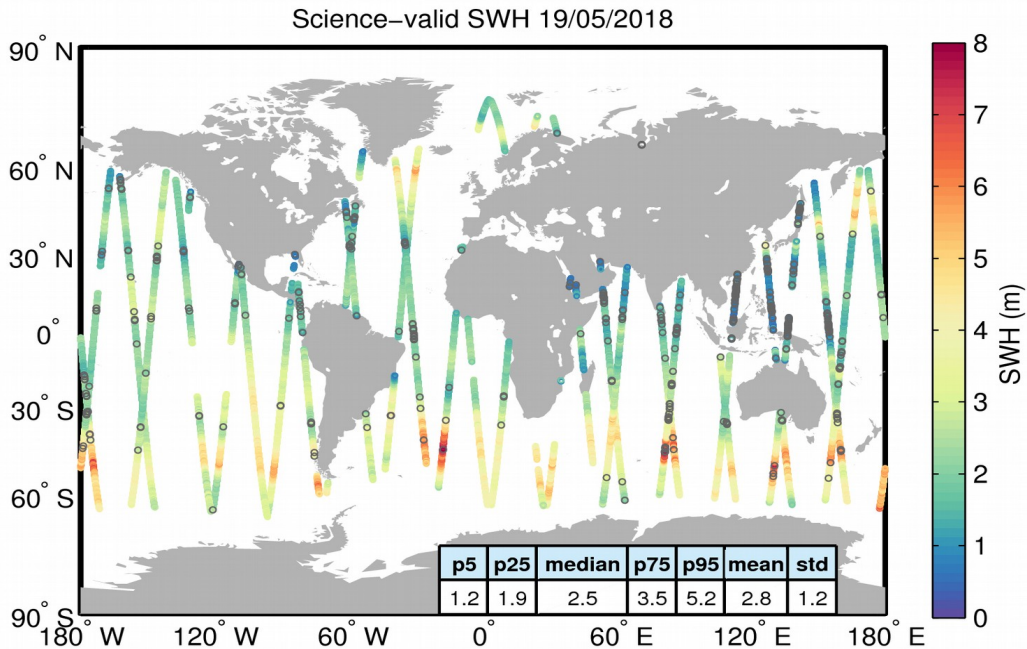 Science-valid SWH 19/05/2018
90° N
60° N
30° N
0°
30° S
60° S
90° S
180° W
120° W
60° W
0°
60° E
120° E
180° E
p5 p25 median p75 p95 mean std
1.2 1.9 2.5 3.5 5.2 2.8 1.2
8
7
6
5
4
3
2
1
0
SWH (m)